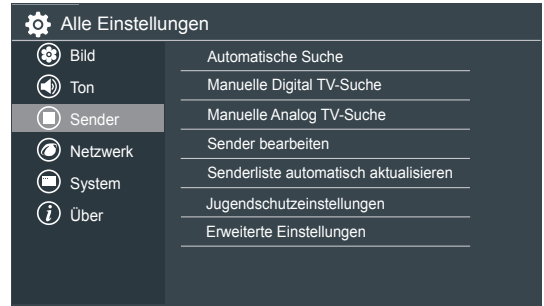 Alle Einstellungen
Bild
Ton
Sender
Netzwerk
System
Über
Automatische Suche
Manuelle Digital TV-Suche
Manuelle Analog TV-Suche
Sender bearbeiten
Senderliste automatisch aktualisieren
Jugendschutzeinstellungen
Erweiterte Einstellungen